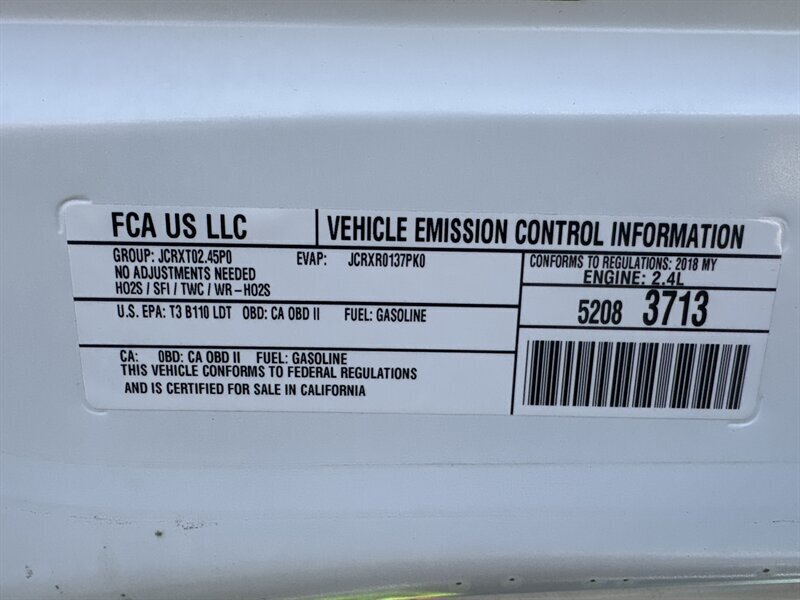 FCA US LLC
VEHICLE EMISSION CONTROL INFORMATION
GROUP: JCRXT02.45P0 EVAP: JCRXR0137PK0
NO ADJUSTMENTS NEEDED
HO2S / SFI / TWC / WR-HO2S
U.S. EPA: T3 B110 LDT OBD: CA OBD II FUEL: GASOLINE
CA: OBD: CA OBD II FUEL: GASOLINE
THIS VEHICLE CONFORMS TO FEDERAL REGULATIONS
AND IS CERTIFIED FOR SALE IN CALIFORNIA
CONFORMS TO REGULATIONS: 2018 MY
ENGINE: 2.4L
5208 3713